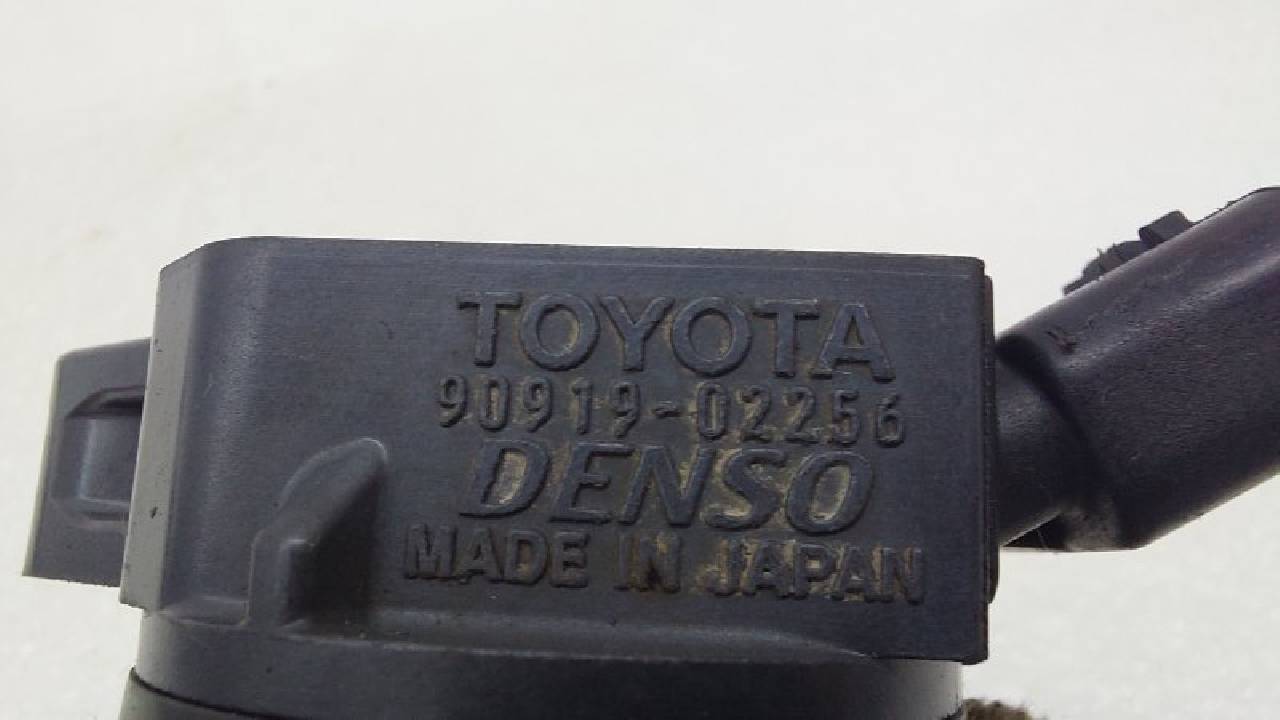 TOYOTA
90919-02256
DENSO
MADE IN JAPAN